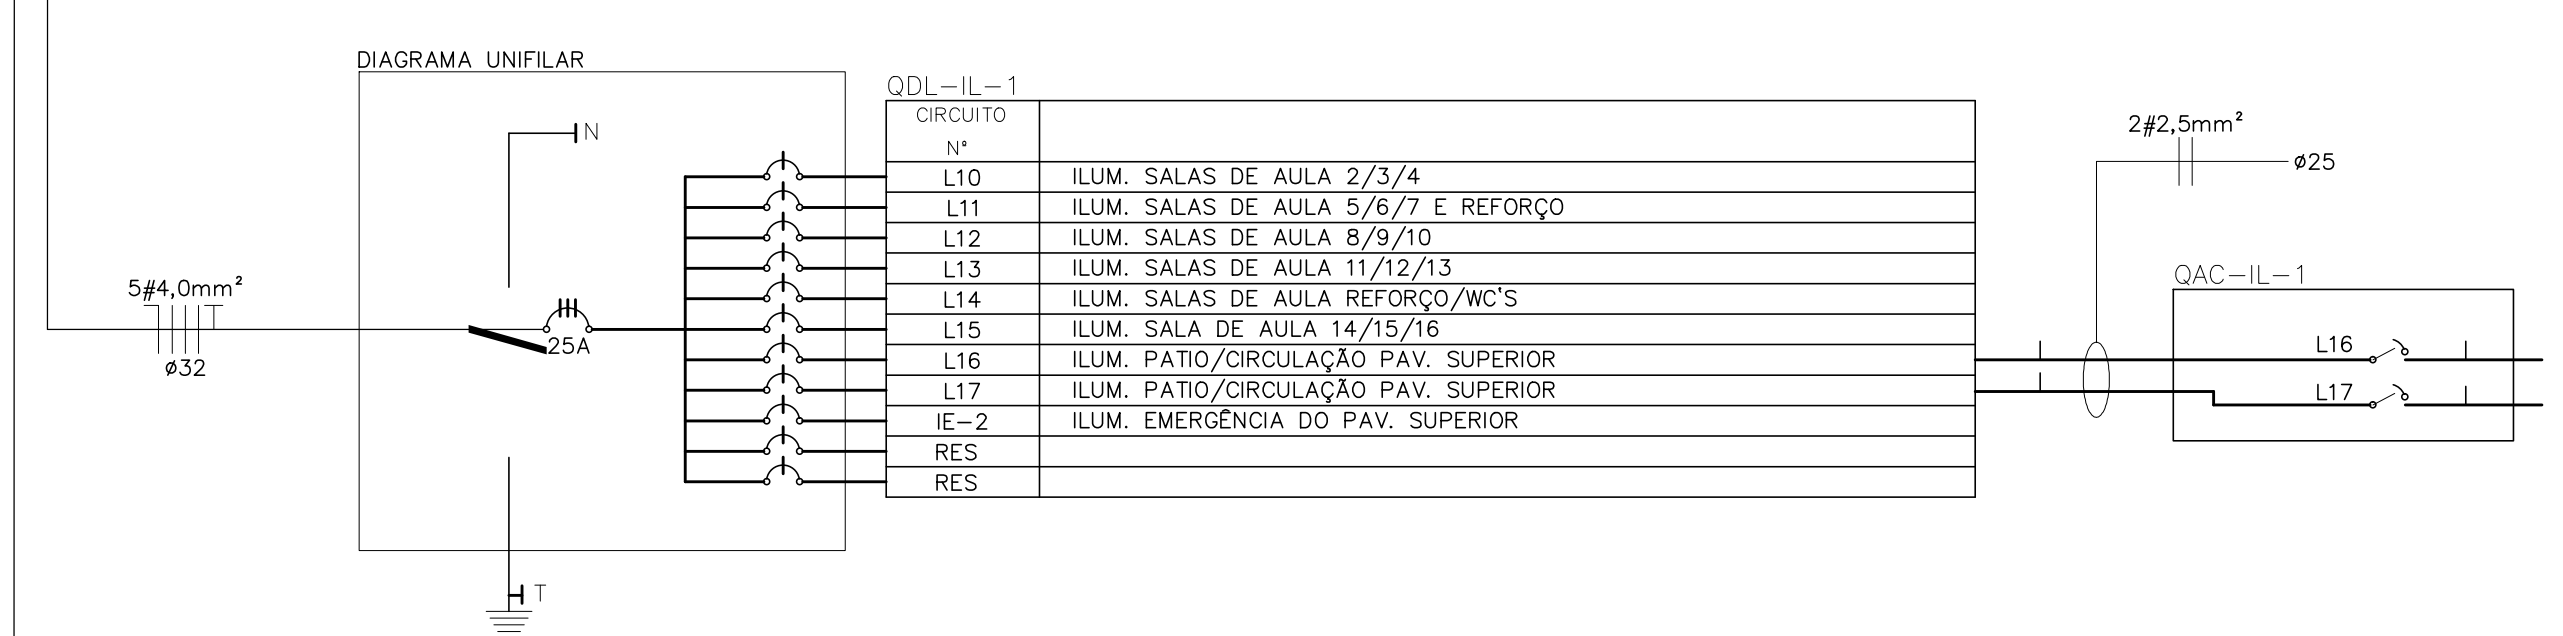 DIAGRAMA UNIFILAR
N
5#4,0mm²
ø32
25A
T
QDL-IL-1
CIRCUITO
Nº
L10 ILUM. SALAS DE AULA 2/3/4
L11 ILUM. SALAS DE AULA 5/6/7 E REFORÇO
L12 ILUM. SALAS DE AULA 8/9/10
L13 ILUM. SALAS DE AULA 11/12/13
L14 ILUM. SALAS DE AULA REFORÇO/WC'S
L15 ILUM. SALA DE AULA 14/15/16
L16 ILUM. PATIO/CIRCULAÇÃO PAV. SUPERIOR
L17 ILUM. PATIO/CIRCULAÇÃO PAV. SUPERIOR
IE-2 ILUM. EMERGÊNCIA DO PAV. SUPERIOR
RES
RES
2#2,5mm²
ø25
QAC-IL-1
L16
L17